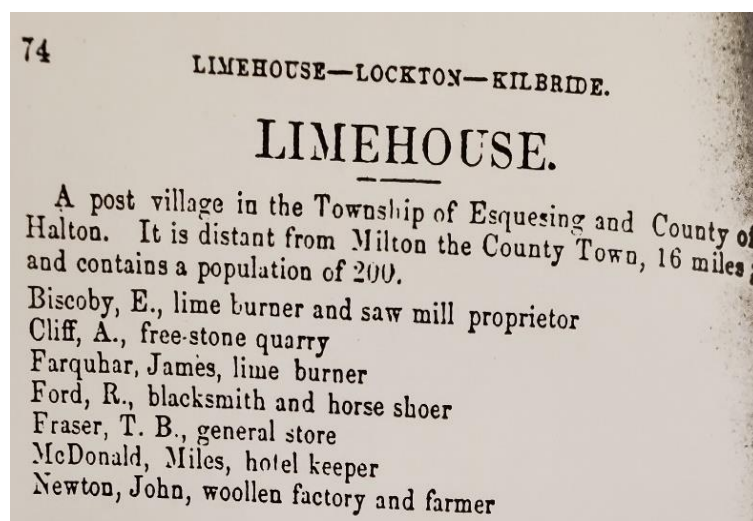 74
LIMEHOUSE—LOCKTON—KILBRIDE.
LIMEHOUSE.
A post village in the Township of Esquesing and County of
Halton. It is distant from Milton the County Town, 16 miles;
and contains a population of 200.
Biscoby, E., lime burner and saw mill proprietor
Cliff, A., free-stone quarry
Farquhar, James, lime burner
Ford, R., blacksmith and horse shoer
Fraser, T. B., general store
McDonald, Miles, hotel keeper
Newton, John, woollen factory and farmer